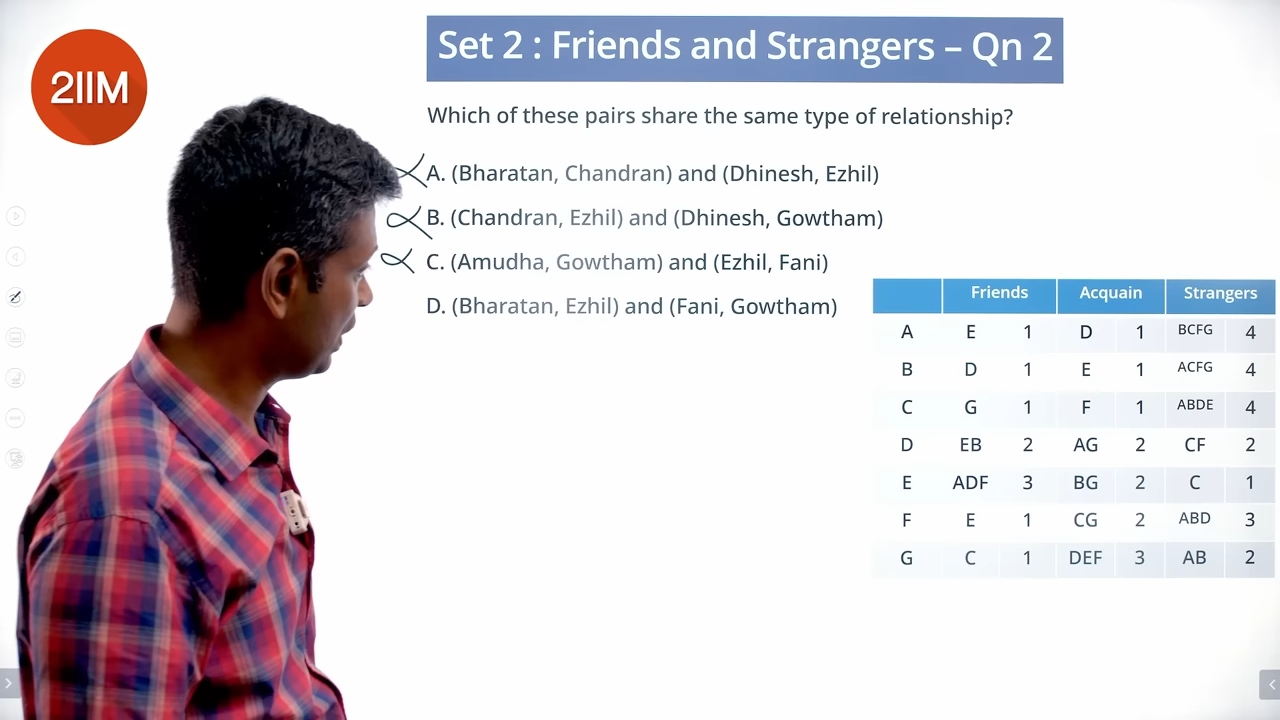 2IIM
Set 2 : Friends and Strangers – Qn 2
Which of these pairs share the same type of relationship?
A. (Bharatan, Chandran) and (Dhinesh, Ezhil)
B. (Chandran, Ezhil) and (Dhinesh, Gowtham)
C. (Amudha, Gowtham) and (Ezhil, Fani)
D. (Bharatan, Ezhil) and (Fani, Gowtham)
Friends Acquain Strangers
A E 1 D 1 BCFG 4
B D 1 E 1 ACFG 4
C G 1 F 1 ABDE 4
D EB 2 AG 2 CF 2
E ADF 3 BG 2 C 1
F E 1 CG 2 ABD 3
G C 1 DEF 3 AB 2